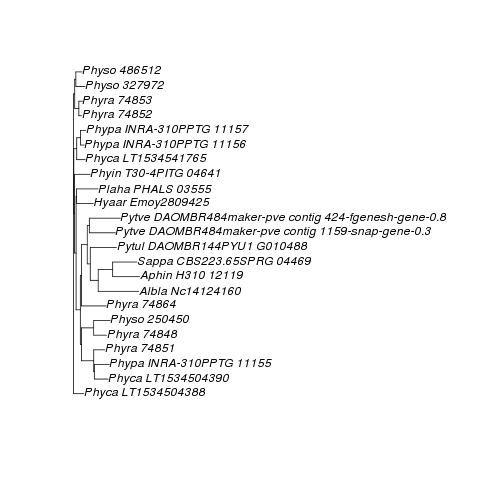 Physo 486512
Physo 327972
Phyra 74853
Phyra 74852
Phypa INRA-310PPTG 11157
Phypa INRA-310PPTG 11156
Phyca LT1534541765
Phyin T30-4PITG 04641
Plaha PHALS 03555
Hyaar Emoy2809425
Pytve DAOMBR484maker-pve contig 424-fgenesh-gene-0.8
Pytve DAOMBR484maker-pve contig 1159-snap-gene-0.3
Pytul DAOMBR144PYU1 G010488
Sappa CBS223.65SPRG 04469
Aphin H310 12119
Albla Nc14124160
Phyra 74864
Physo 250450
Phyra 74848
Phyra 74851
Phypa INRA-310PPTG 11155
Phyca LT1534504390
Phyca LT1534504388